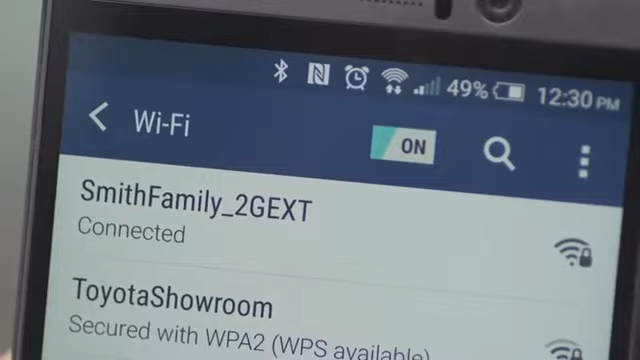 49% 12:30 PM
Wi-Fi ON
SmithFamily_2GEXT
Connected
ToyotaShowroom
Secured with WPA2 (WPS available)